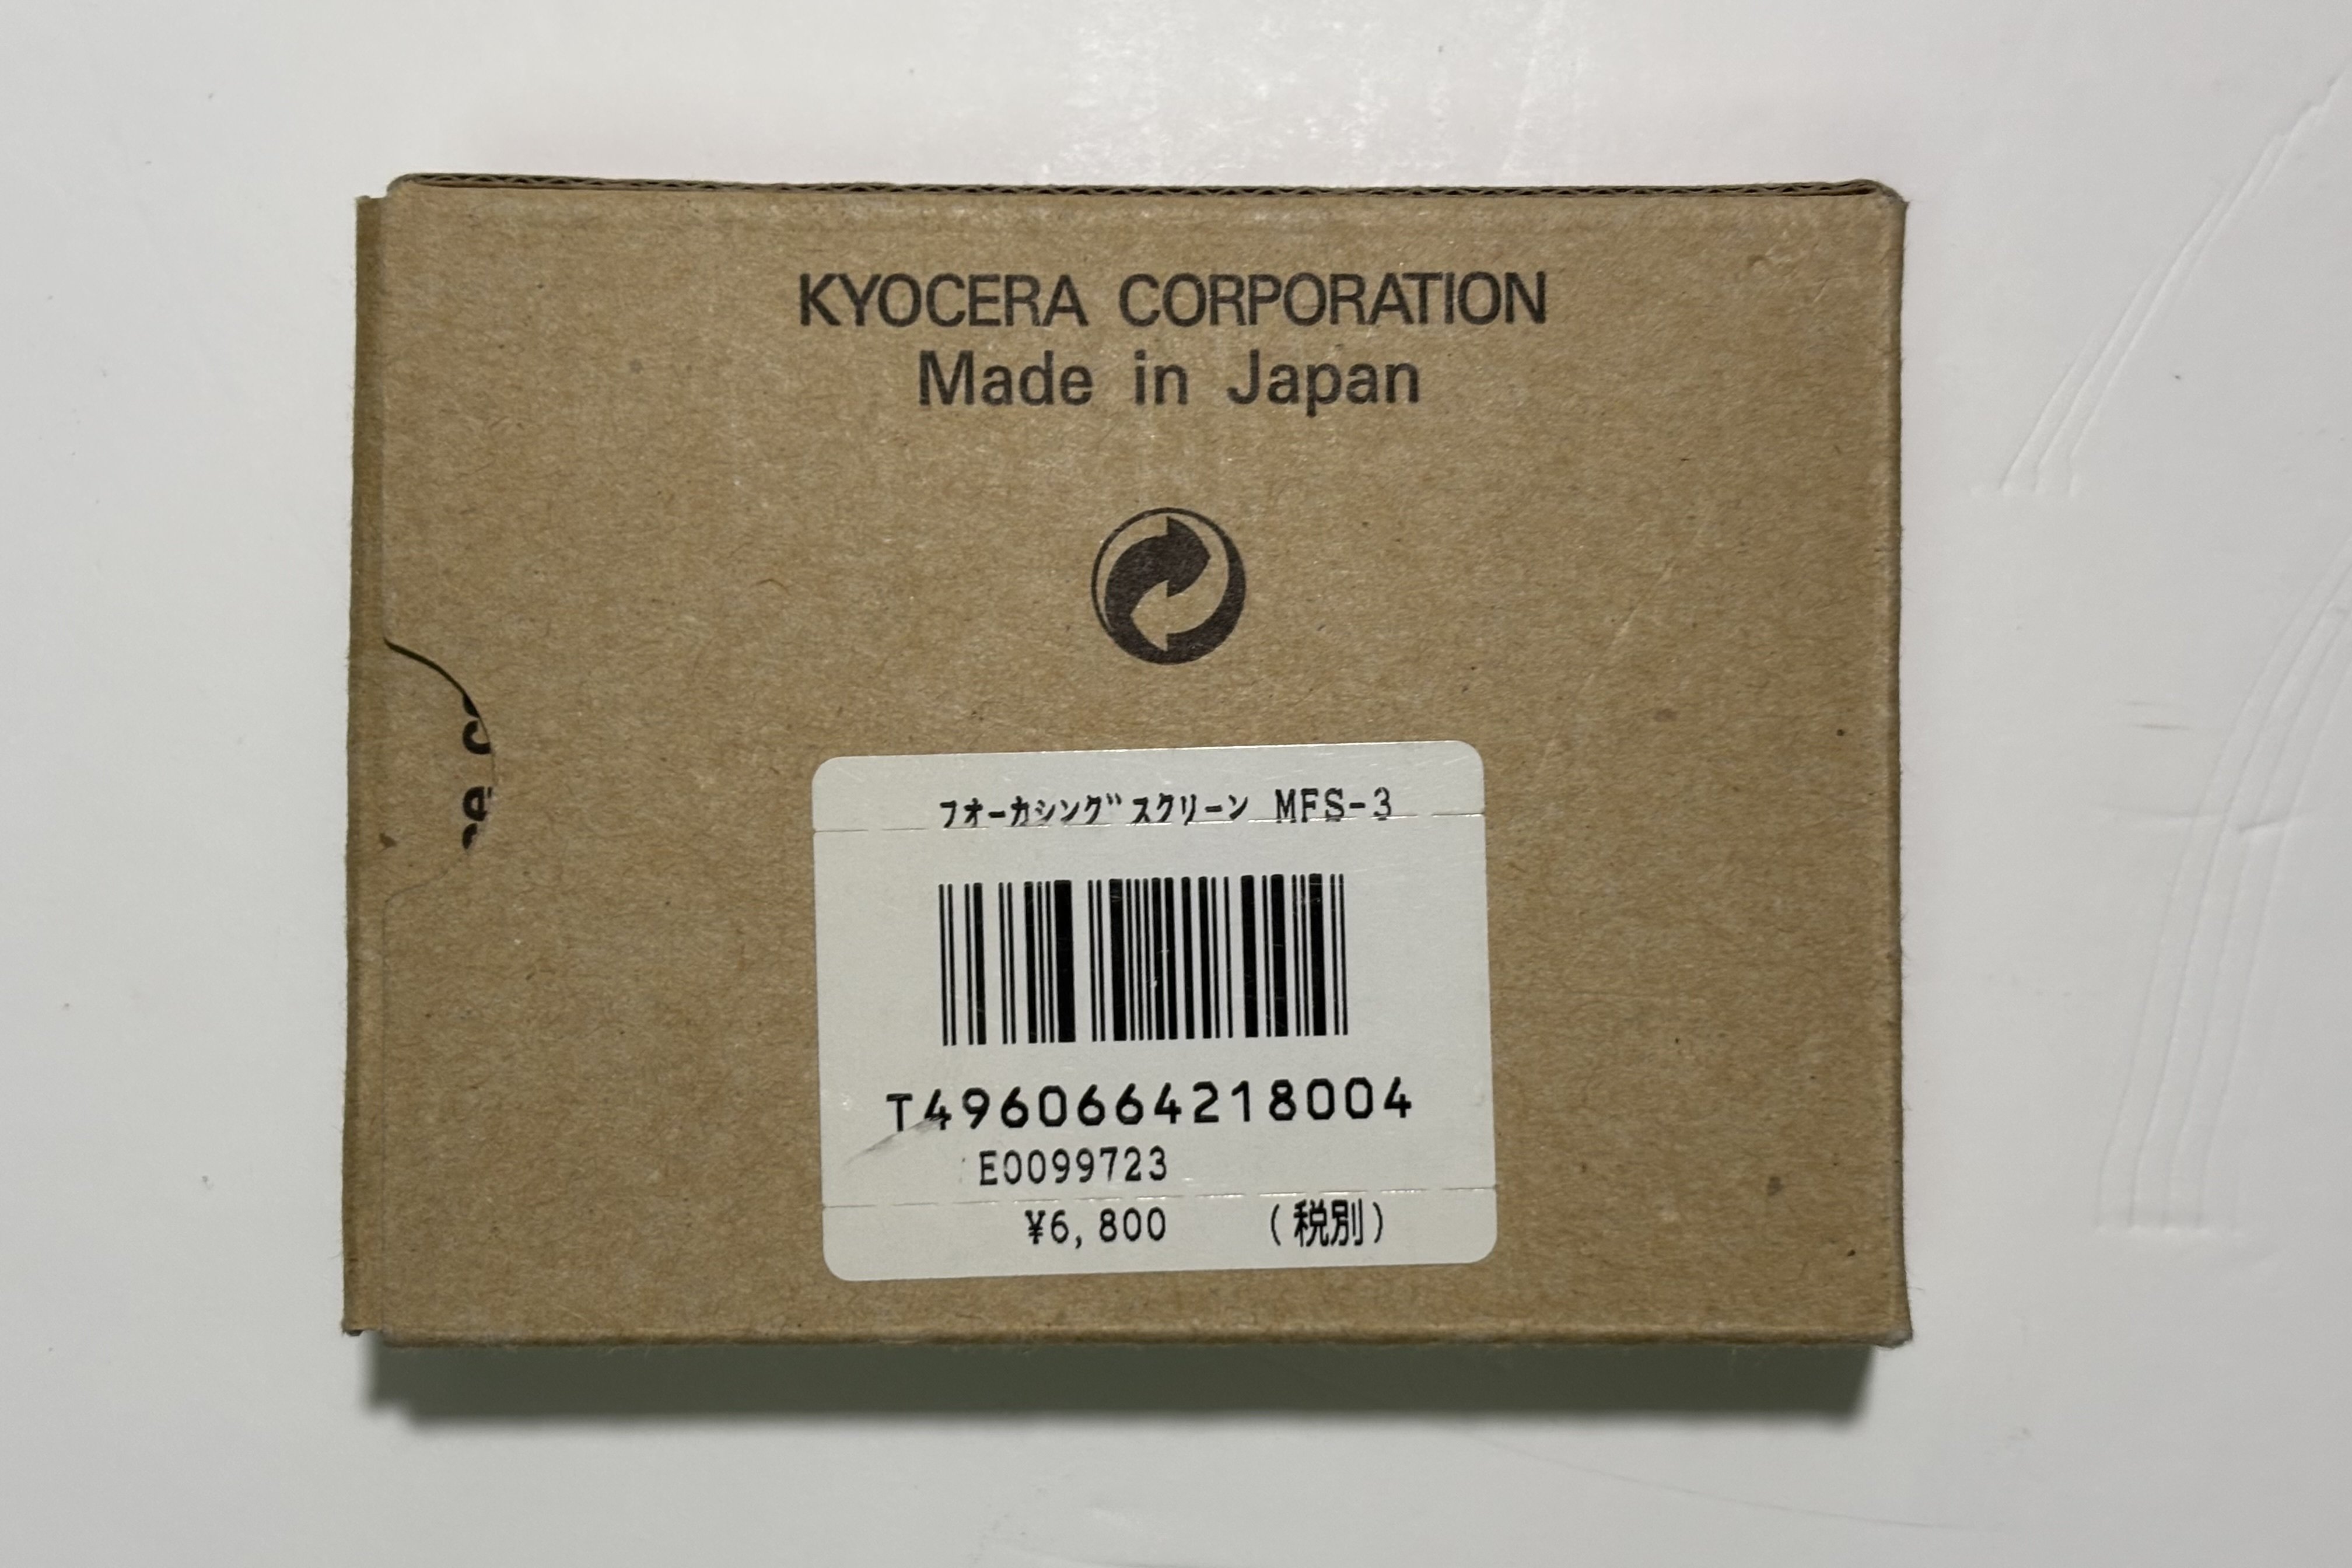 KYOCERA CORPORATION
Made in Japan
フオーカシング゛スクリーン MFS-3
T4960664218004
E0099723
¥6,800 (税別)